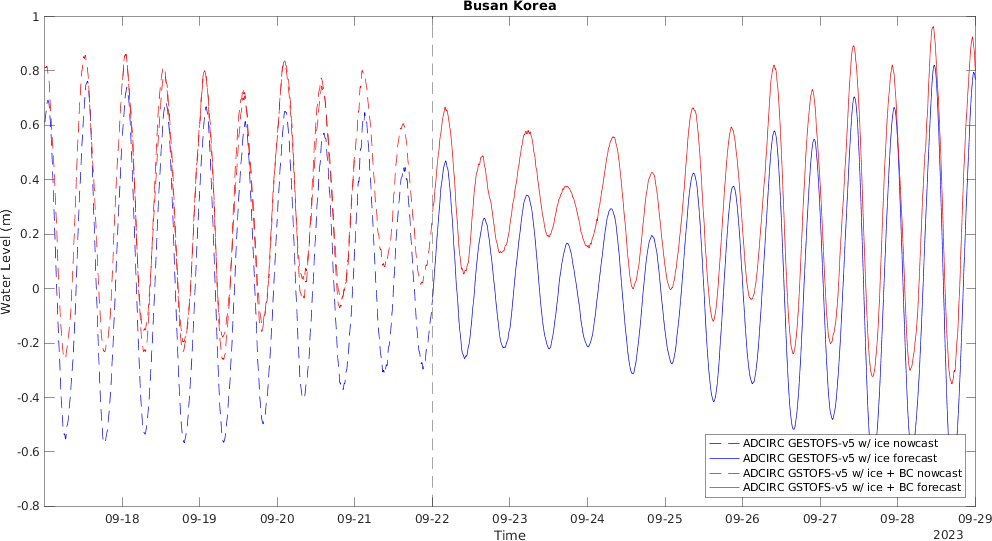 Busan Korea
Water Level (m)
1
0.8
0.6
0.4
0.2
0
-0.2
-0.4
-0.6
-0.8
ADCIRC GESTOFS-v5 w/ ice nowcast
ADCIRC GESTOFS-v5 w/ ice forecast
ADCIRC GSTOFS-v5 w/ ice + BC nowcast
ADCIRC GSTOFS-v5 w/ ice + BC forecast
09-18 09-19 09-20 09-21 09-22 09-23 09-24 09-25 09-26 09-27 09-28 09-29
Time
2023